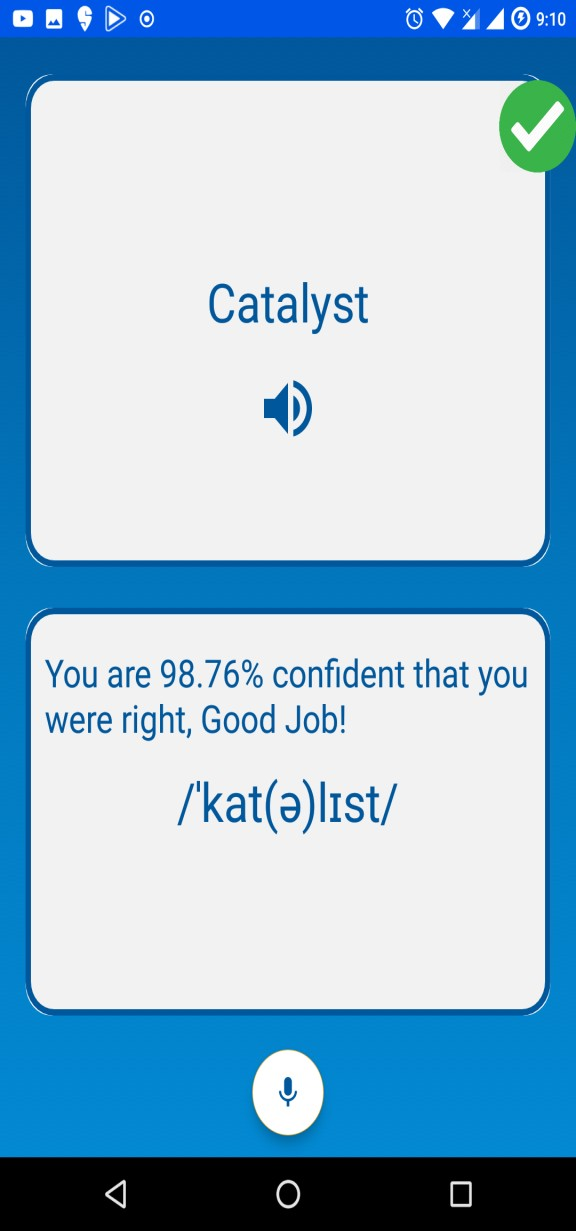 9:10
Catalyst
You are 98.76% confident that you
were right, Good Job!
/ˈkat(ə)lɪst/